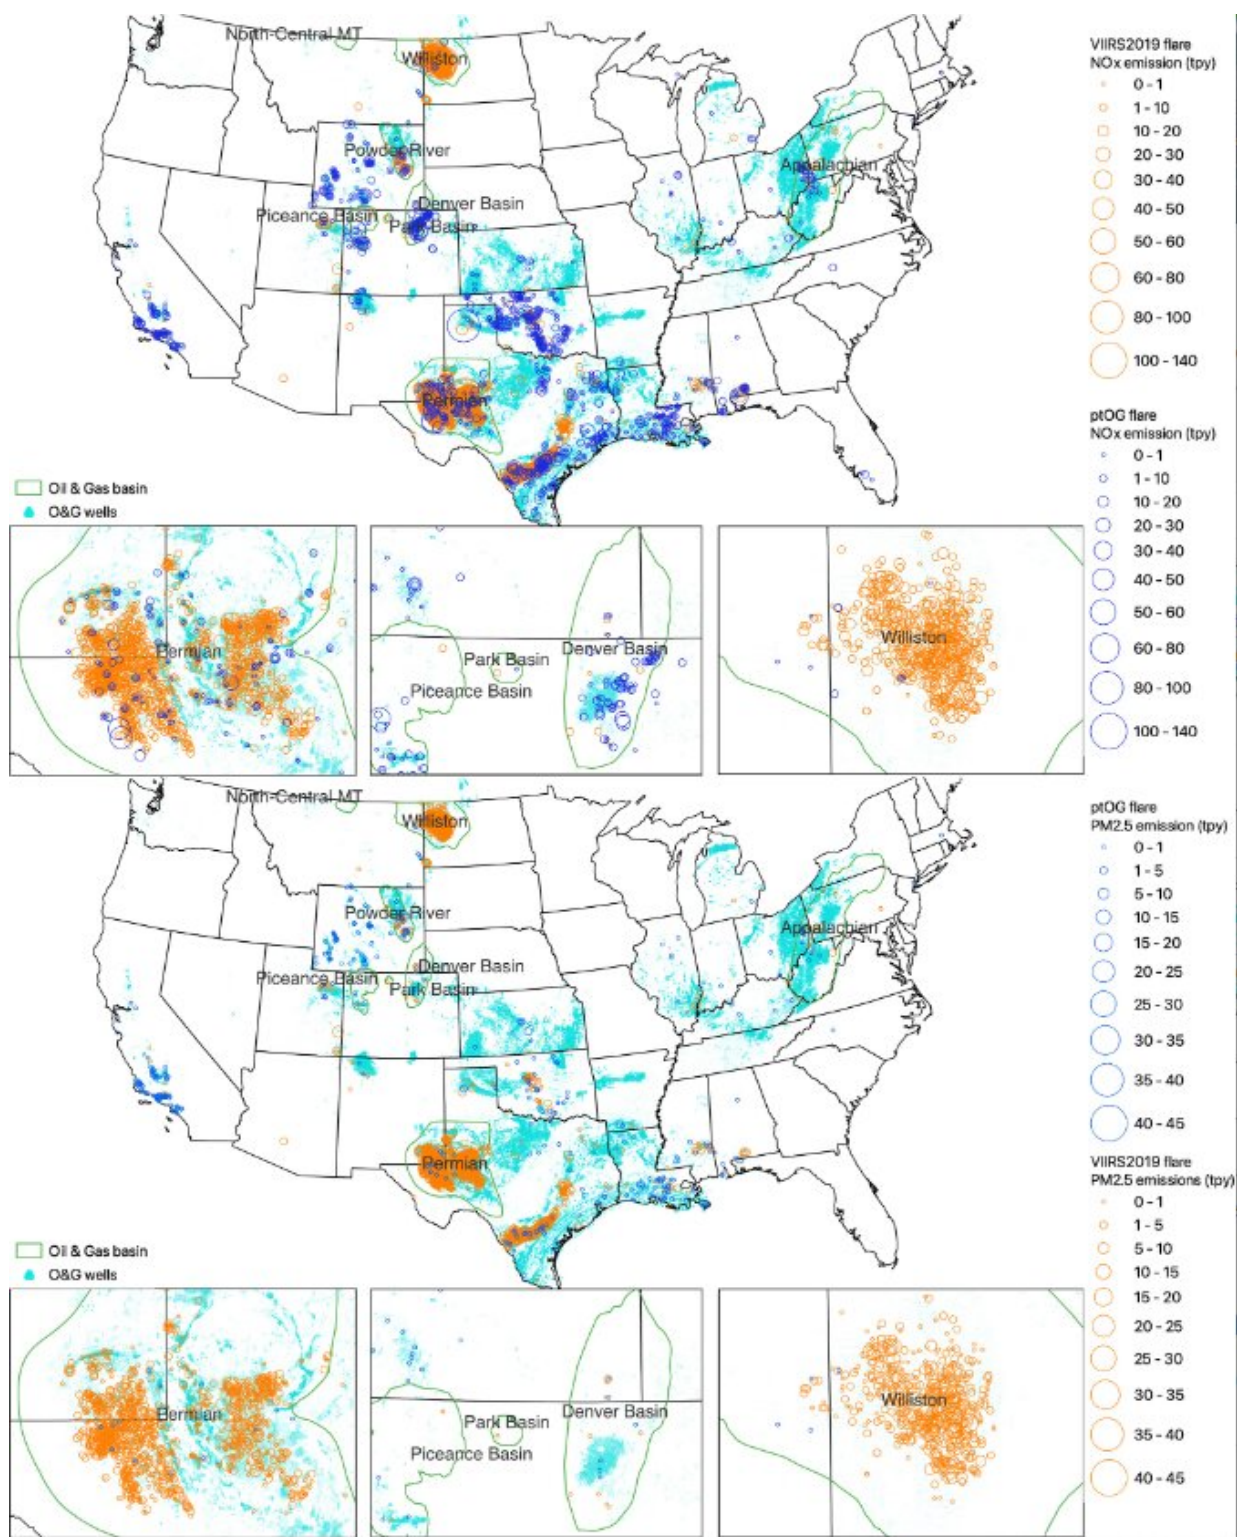 North-Central MT
Williston
Powder River
Appalachian
Denver Basin
Piceance Basin
Park Basin
Permian
Oil & Gas basin
O&G wells
VIIRS2019 flare
NOx emission (tpy)
0 - 1
1 - 10
10 - 20
20 - 30
30 - 40
40 - 50
50 - 60
60 - 80
80 - 100
100 - 140
ptOG flare
NOx emission (tpy)
0 - 1
1 - 10
10 - 20
20 - 30
30 - 40
40 - 50
50 - 60
60 - 80
80 - 100
100 - 140
Permian
Park Basin
Denver Basin
Piceance Basin
Williston
North-Central MT
Williston
Powder River
Appalachian
Denver Basin
Piceance Basin
Park Basin
Permian
Oil & Gas basin
O&G wells
ptOG flare
PM2.5 emission (tpy)
0 - 1
1 - 5
5 - 10
10 - 15
15 - 20
20 - 25
25 - 30
30 - 35
35 - 40
40 - 45
VIIRS2019 flare
PM2.5 emissions (tpy)
0 - 1
1 - 5
5 - 10
10 - 15
15 - 20
20 - 25
25 - 30
30 - 35
35 - 40
40 - 45
Permian
Park Basin
Denver Basin
Piceance Basin
Williston